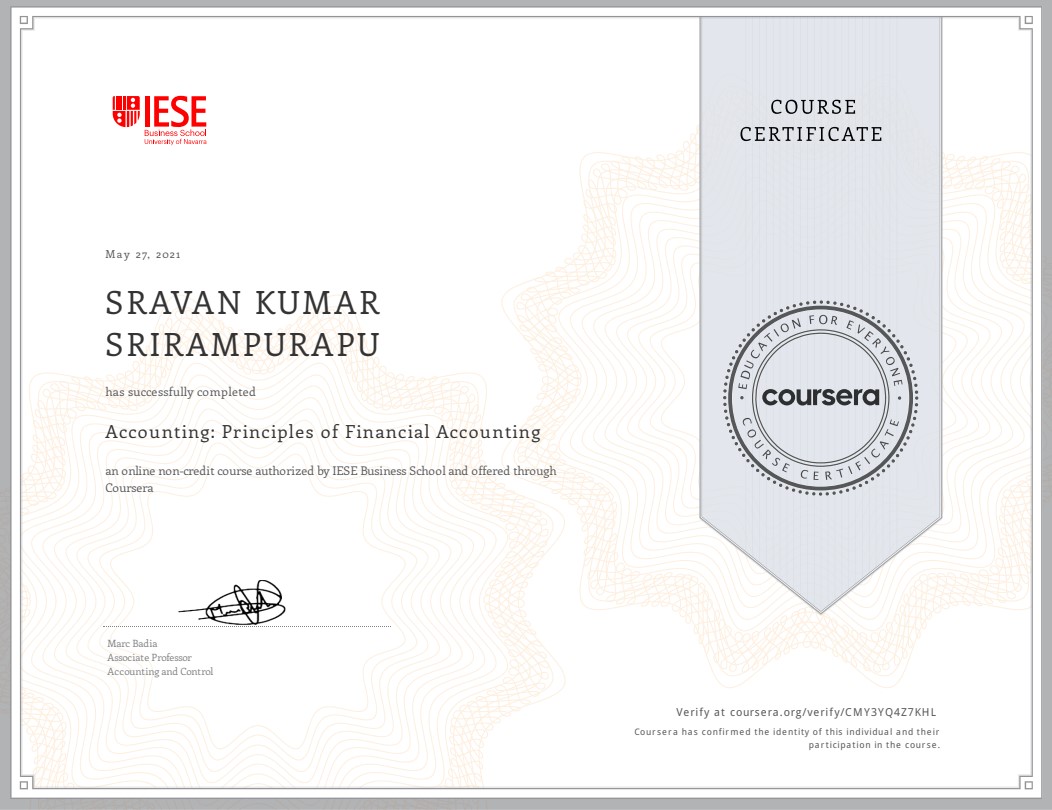 IESE
Business School
University of Navarra
COURSE
CERTIFICATE
May 27, 2021
SRAVAN KUMAR
SRIRAMPURAPU
has successfully completed
Accounting: Principles of Financial Accounting
an online non-credit course authorized by IESE Business School and offered through
Coursera
EDUCATION FOR EVERYONE
coursera
COURSE CERTIFICATE
Marc Badia
Associate Professor
Accounting and Control
Verify at coursera.org/verify/CMY3YQ4Z7KHL
Coursera has confirmed the identity of this individual and their
participation in the course.